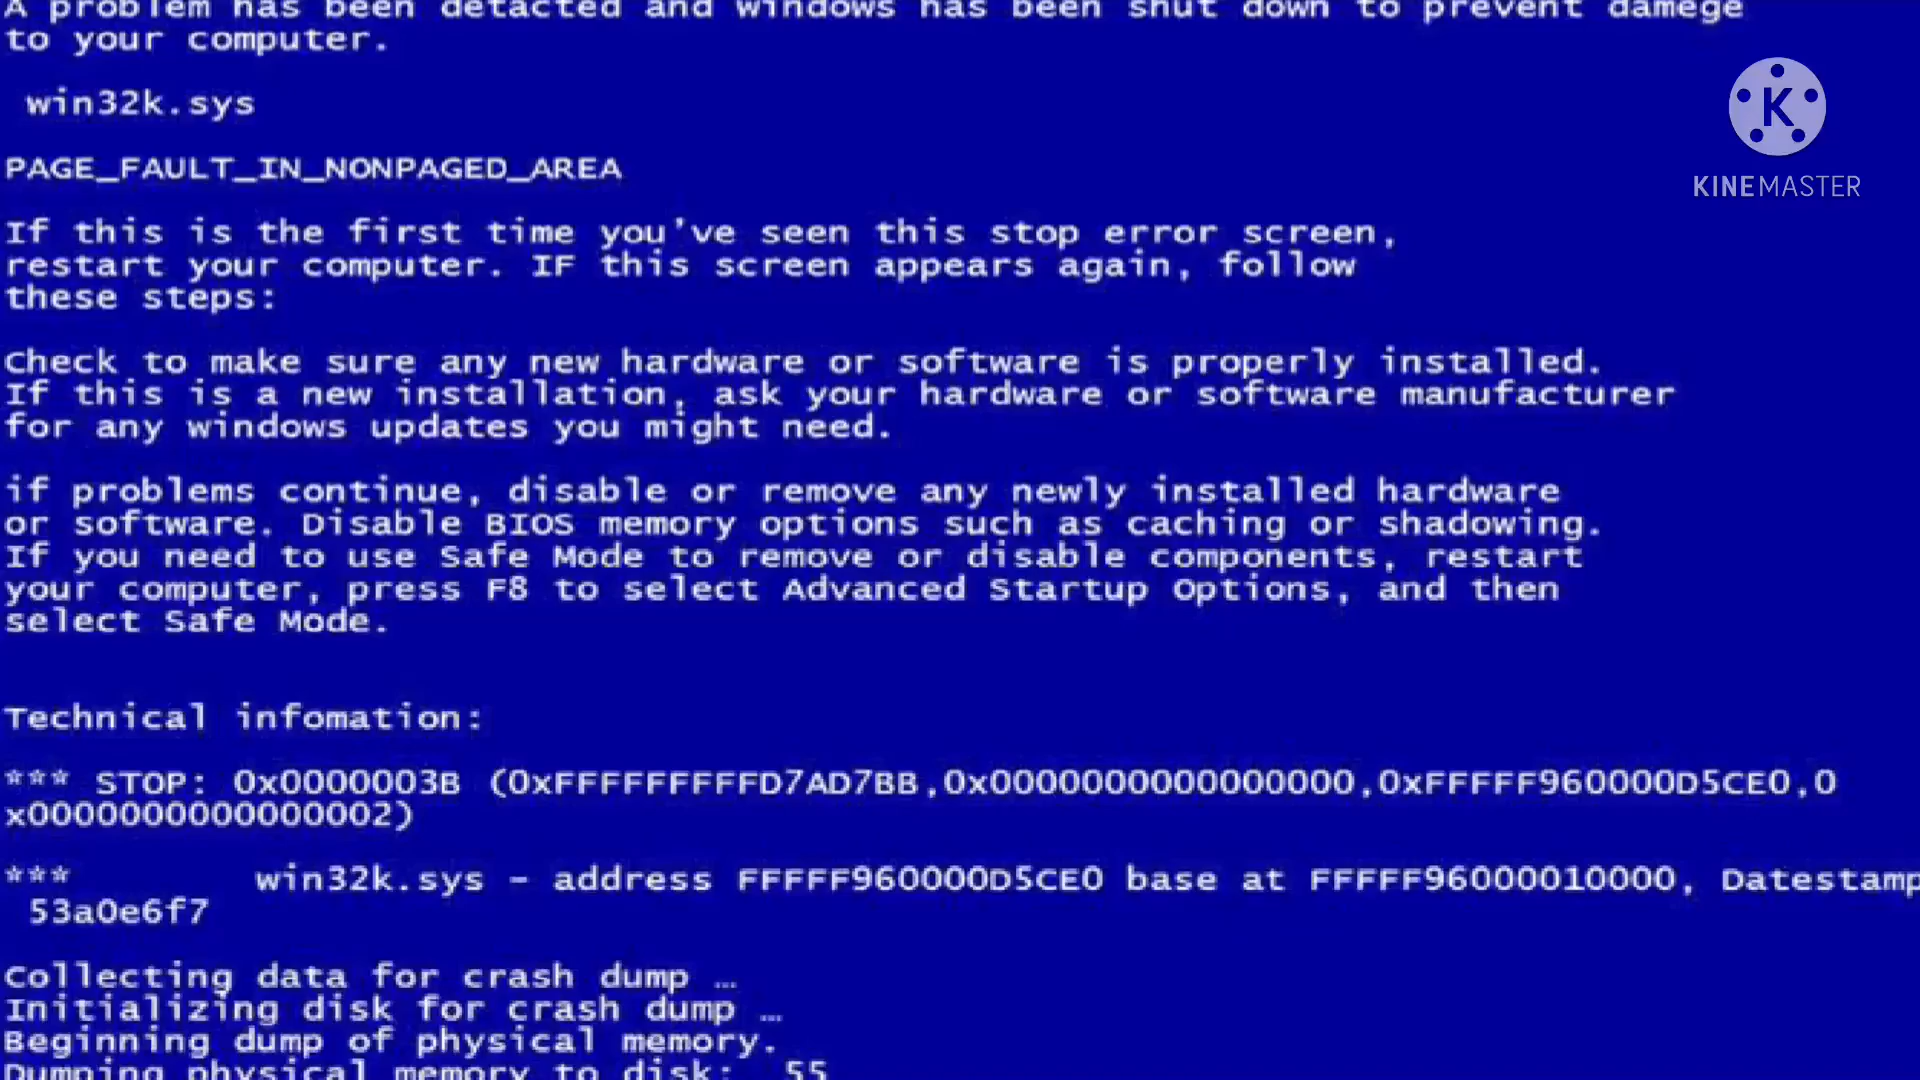 A problem has been detacted and windows has been shut down to prevent damege
to your computer.
win32k.sys
K
KINEMASTER
PAGE_FAULT_IN_NONPAGED_AREA
If this is the first time you've seen this stop error screen,
restart your computer. IF this screen appears again, follow
these steps:
Check to make sure any new hardware or software is properly installed.
If this is a new installation, ask your hardware or software manufacturer
for any windows updates you might need.
if problems continue, disable or remove any newly installed hardware
or software. Disable BIOS memory options such as caching or shadowing.
If you need to use Safe Mode to remove or disable components, restart
your computer, press F8 to select Advanced Startup Options, and then
select Safe Mode.
Technical infomation:
*** STOP: 0x0000003B (0xFFFFFFFFFD7AD7BB,0x0000000000000000,0xFFFFF960000D5CE0,0
x0000000000000002)
*** win32k.sys – address FFFFF960000D5CE0 base at FFFFF96000010000, Datestamp
53a0e6f7
Collecting data for crash dump …
Initializing disk for crash dump …
Beginning dump of physical memory.
Dumping physical memory to disk: 55